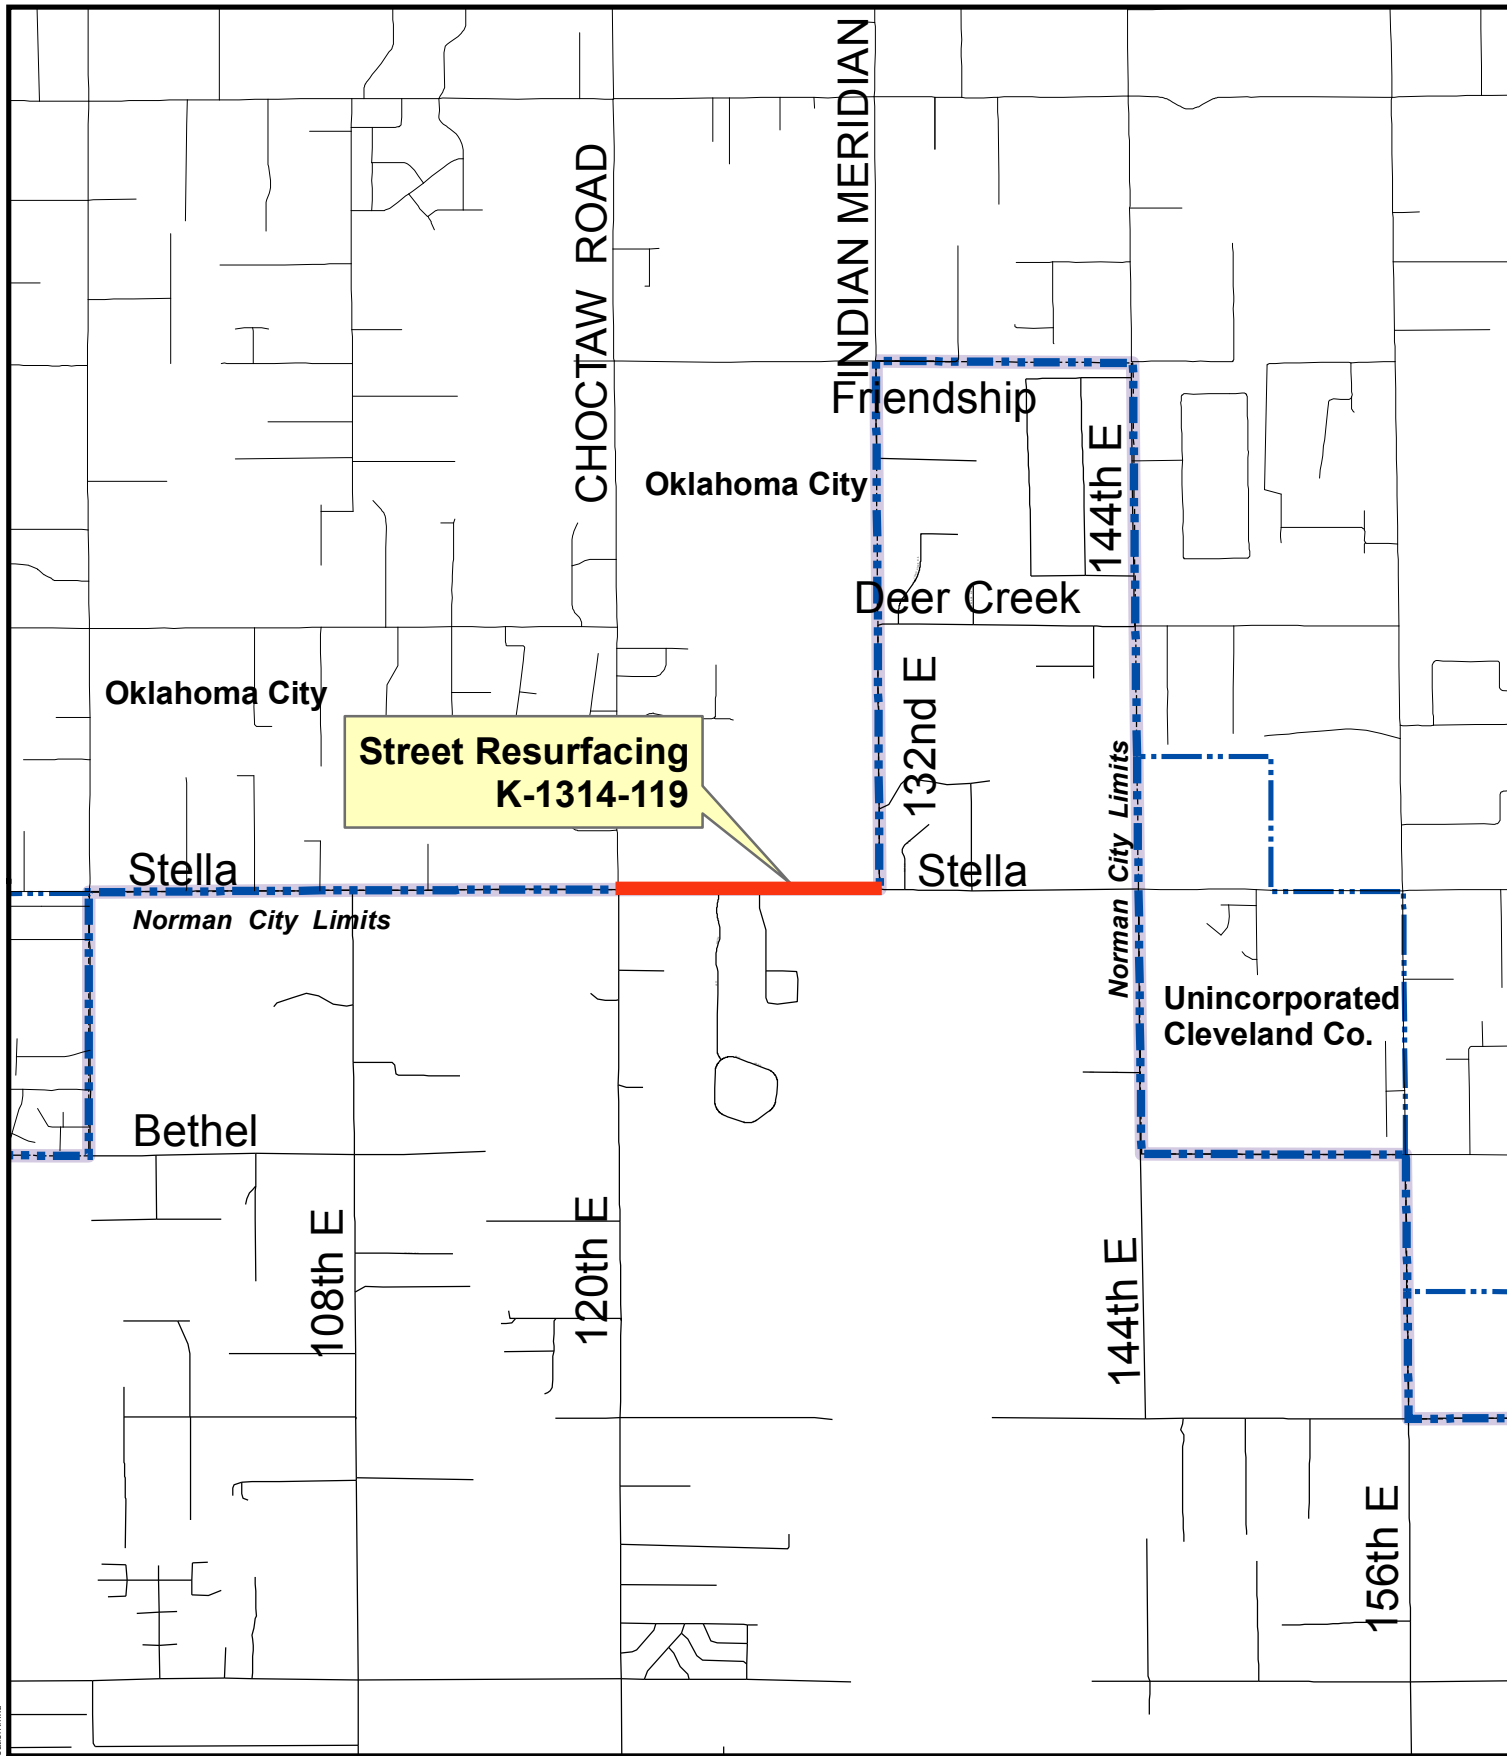 CHOCTAW ROAD
INDIAN MERIDIAN
Friendship
144th E
Oklahoma City
Deer Creek
Oklahoma City
132nd E
Street Resurfacing
K-1314-119
Norman City Limits
Stella
Stella
Norman City Limits
Unincorporated
Cleveland Co.
Bethel
108th E
120th E
144th E
156th E